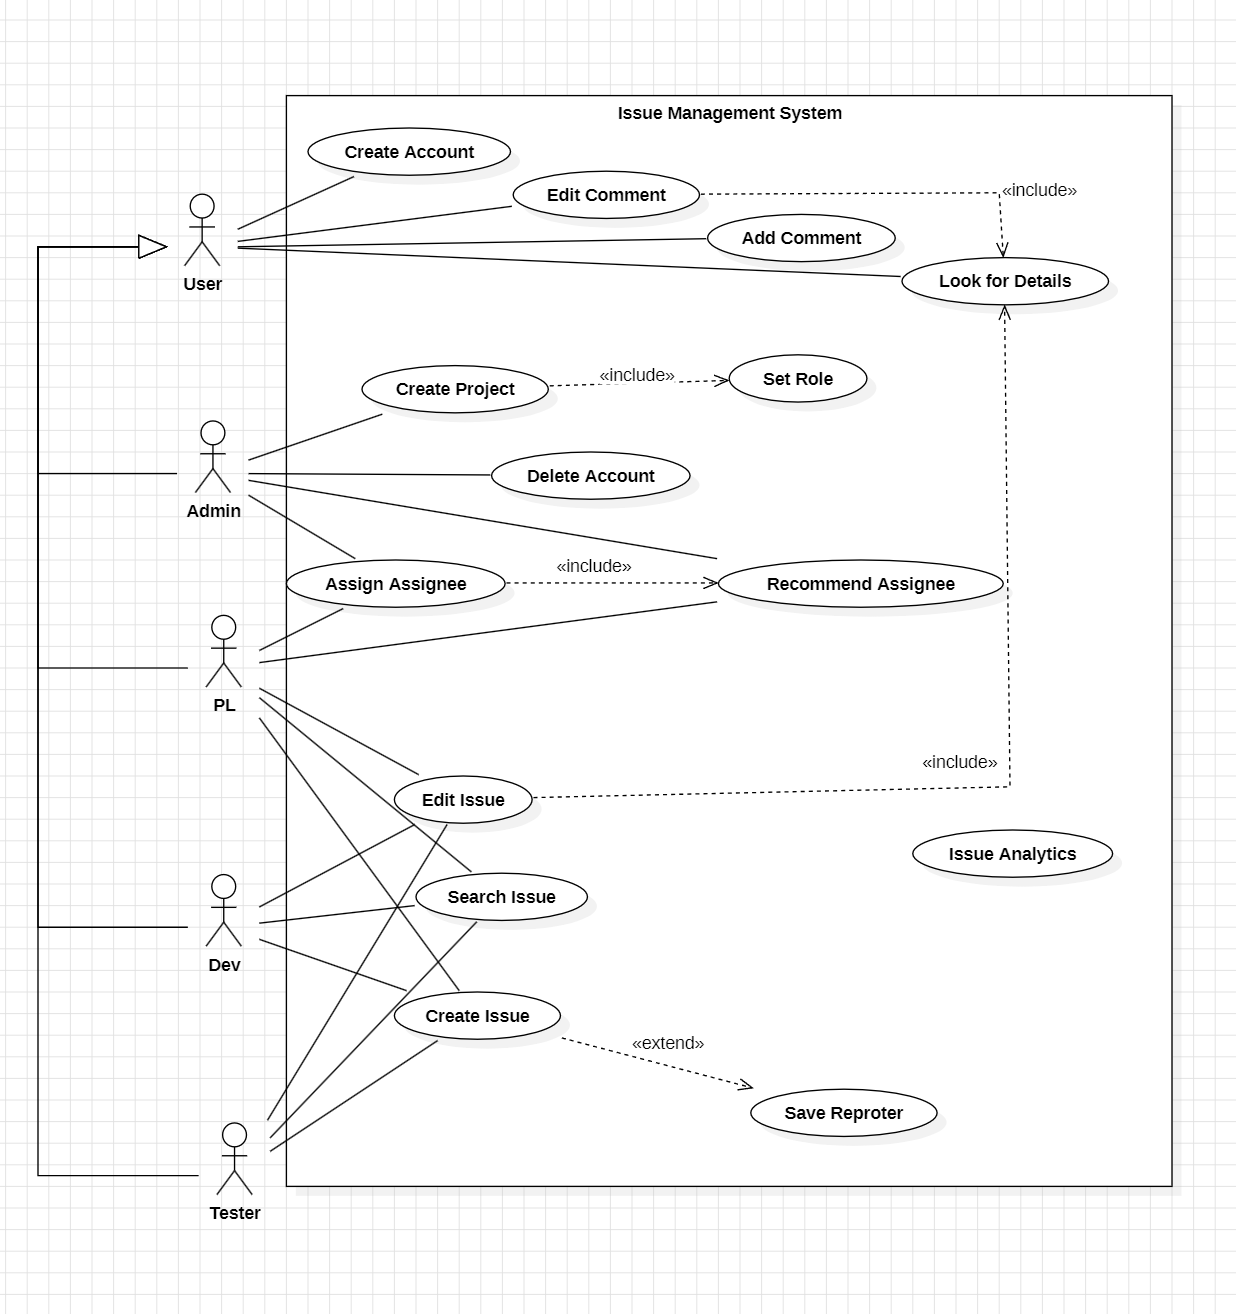 Issue Management System
Create Account
Edit Comment
«include»
Add Comment
Look for Details
User
Create Project
«include»
Set Role
Delete Account
Admin
Assign Assignee
«include»
Recommend Assignee
PL
«include»
Edit Issue
Issue Analytics
Search Issue
Dev
Create Issue
«extend»
Save Reproter
Tester